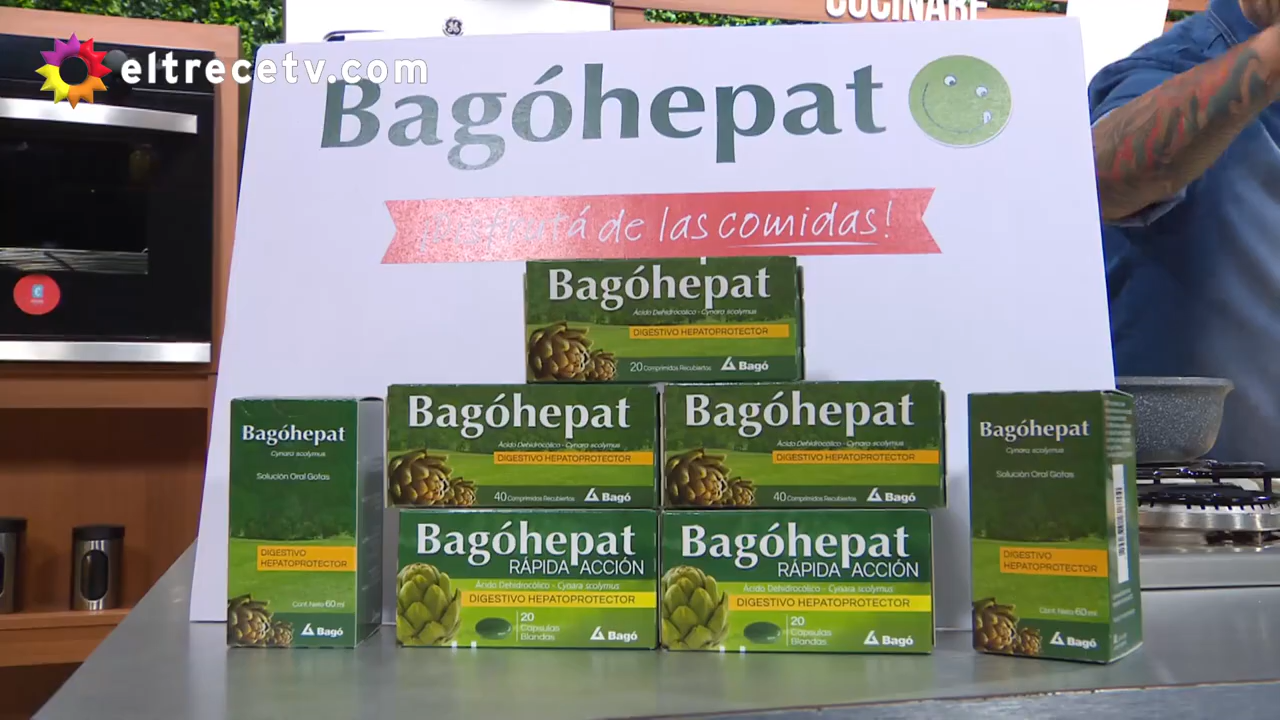 COCINARE
eltrecetv.com
Bagóhepat
¡Disfrutá de las comidas!
Bagóhepat
Ácido Dehidrocólico - Cynara scolymus
DIGESTIVO HEPATOPROTECTOR
20 Comprimidos Recubiertos
Bagó
Bagóhepat
Ácido Dehidrocólico - Cynara scolymus
DIGESTIVO HEPATOPROTECTOR
40 Comprimidos Recubiertos
Bagó
Bagóhepat
Ácido Dehidrocólico - Cynara scolymus
DIGESTIVO HEPATOPROTECTOR
40 Comprimidos Recubiertos
Bagó
Bagóhepat
Cynara scolymus
Solución Oral Gotas
DIGESTIVO
HEPATOPROTECTOR
Cont. Neto 60 ml
Bagó
Bagóhepat
RÁPIDA ACCIÓN
Ácido Dehidrocólico - Cynara scolymus
DIGESTIVO HEPATOPROTECTOR
20
Cápsulas
Blandas
Bagó
Bagóhepat
RÁPIDA ACCIÓN
Ácido Dehidrocólico - Cynara scolymus
DIGESTIVO HEPATOPROTECTOR
20
Cápsulas
Blandas
Bagó
Bagóhepat
Cynara scolymus
Solución Oral Gotas
DIGESTIVO
HEPATOPROTECTOR
Cont. Neto 60 ml
Bagó